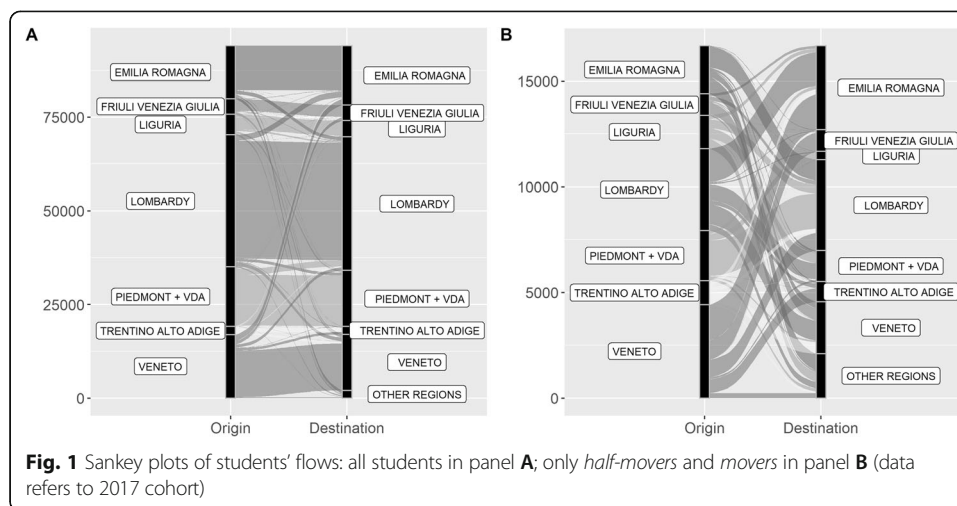 A
EMILIA ROMAGNA
FRIULI VENEZIA GIULIA
LIGURIA
LOMBARDY
PIEDMONT + VDA
TRENTINO ALTO ADIGE
VENETO
75000
50000
25000
0
EMILIA ROMAGNA
FRIULI VENEZIA GIULIA
LIGURIA
LOMBARDY
PIEDMONT + VDA
TRENTINO ALTO ADIGE
VENETO
OTHER REGIONS
Origin
Destination
B
EMILIA ROMAGNA
FRIULI VENEZIA GIULIA
LIGURIA
LOMBARDY
PIEDMONT + VDA
TRENTINO ALTO ADIGE
VENETO
15000
10000
5000
0
EMILIA ROMAGNA
FRIULI VENEZIA GIULIA
LIGURIA
LOMBARDY
PIEDMONT + VDA
TRENTINO ALTO ADIGE
VENETO
OTHER REGIONS
Origin
Destination
Fig. 1 Sankey plots of students' flows: all students in panel A; only half-movers and movers in panel B (data
refers to 2017 cohort)